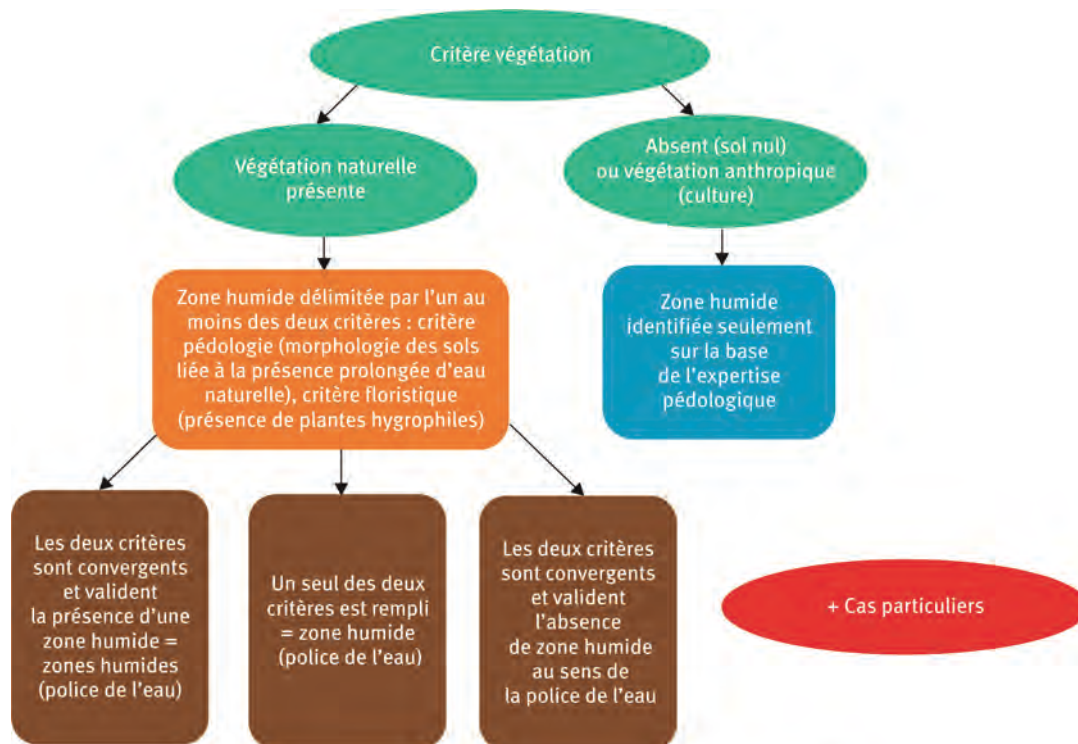 Critère végétation
Végétation naturelle
présente
Absent (sol nul)
ou végétation anthropique
(culture)
Zone humide délimitée par l'un au
moins des deux critères : critère
pédologie (morphologie des sols
liée à la présence prolongée d'eau
naturelle), critère floristique
(présence de plantes hygrophiles)
Zone humide
identifiée seulement
sur la base
de l'expertise
pédologique
Les deux critères
sont convergents
et valident
la présence d'une
zone humide =
zones humides
(police de l'eau)
Un seul des deux
critères est rempli
= zone humide
(police de l'eau)
Les deux critères
sont convergents
et valident
l'absence
de zone humide
au sens de
la police de l'eau
+ Cas particuliers